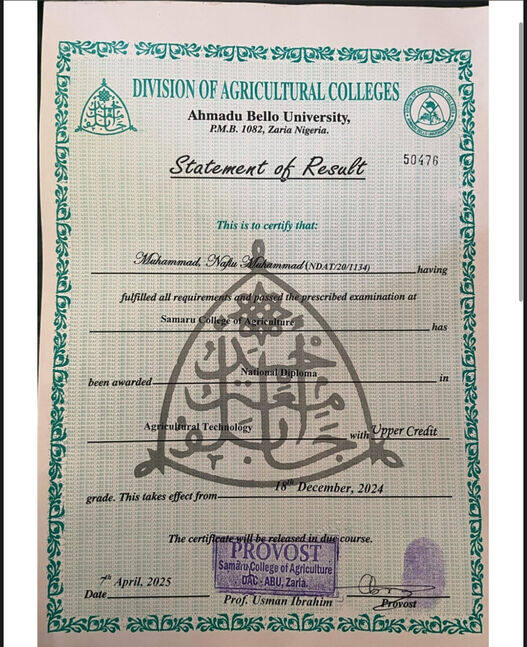 DIVISION OF AGRICULTURAL COLLEGES
Ahmadu Bello University,
P.M.B. 1082, Zaria Nigeria.
Statement of Result
50476
This is to certify that:
Muhammad, Nafiu Muhammad (NDAT/20/1134) having
fulfilled all requirements and passed the prescribed examination at
Samaru College of Agriculture has
National Diploma
been awarded in
Agricultural Technology with Upper Credit
18th December, 2024
grade. This takes effect from
The certificate will be released in due course.
PROVOST
Samaru College of Agriculture
DAC - ABU, Zaria.
7th April, 2025
Date
Prof. Usman Ibrahim
Provost